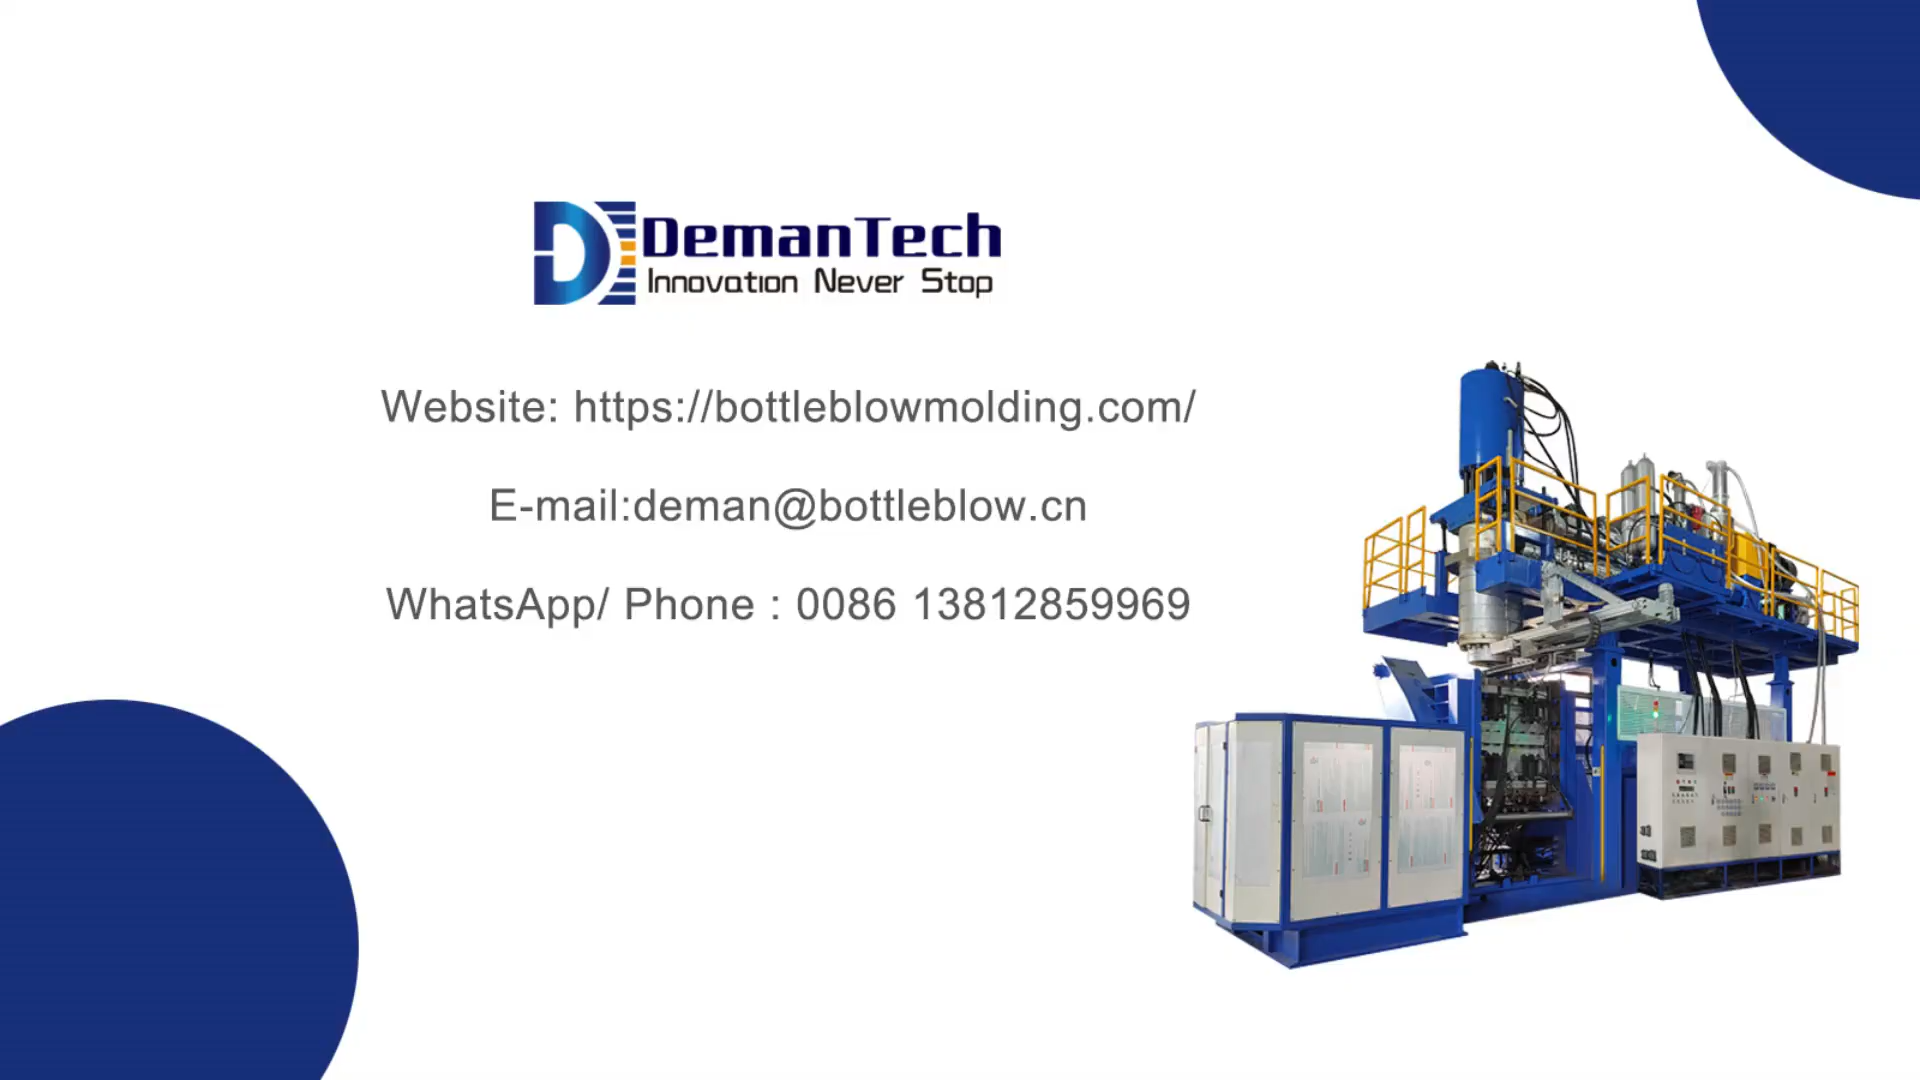 DemanTech
Innovation Never Stop
Website: https://bottleblowmolding.com/
E-mail:deman@bottleblow.cn
WhatsApp/ Phone : 0086 13812859969